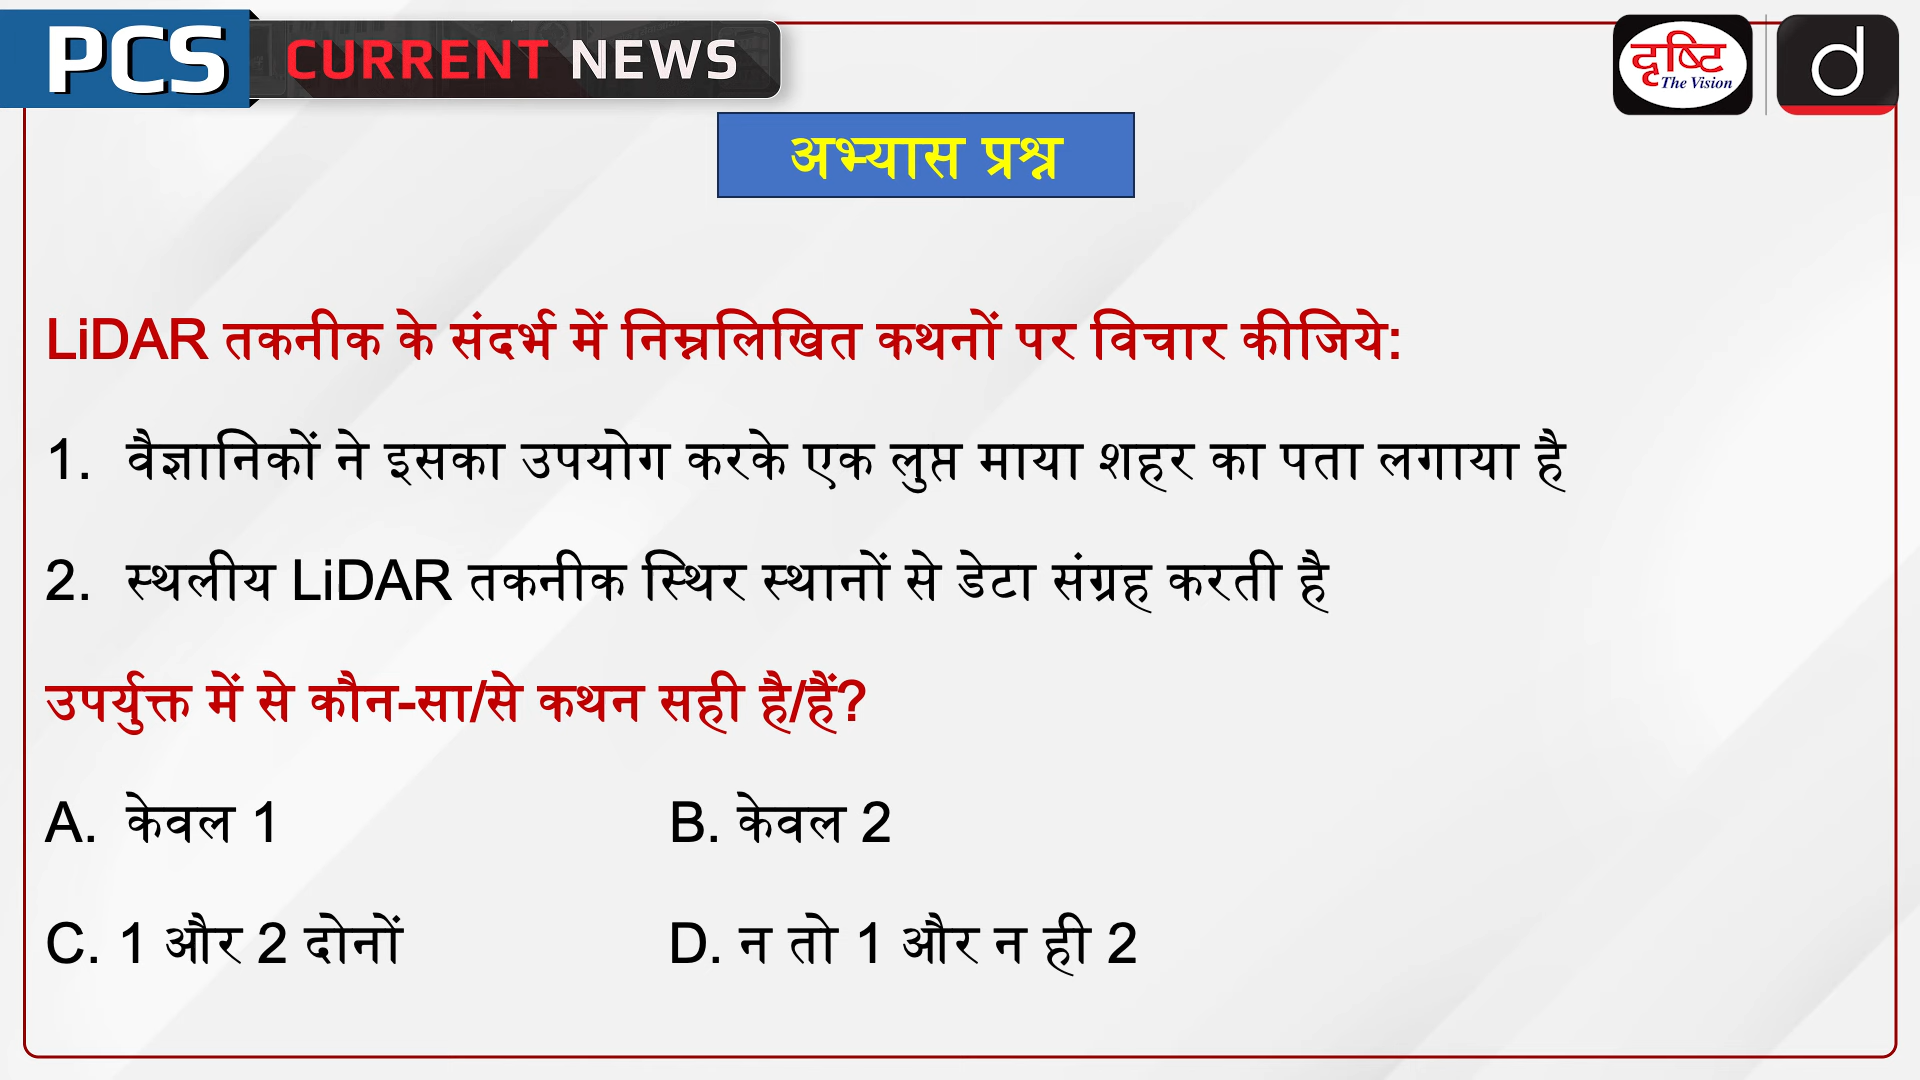 PCS CURRENT NEWS
दृष्टि
The Vision
d
अभ्यास प्रश्न
LiDAR तकनीक के संदर्भ में निम्नलिखित कथनों पर विचार कीजिये:
1. वैज्ञानिकों ने इसका उपयोग करके एक लुप्त माया शहर का पता लगाया है
2. स्थलीय LiDAR तकनीक स्थिर स्थानों से डेटा संग्रह करती है
उपर्युक्त में से कौन-सा/से कथन सही है/हैं?
A. केवल 1 B. केवल 2
C. 1 और 2 दोनों D. न तो 1 और न ही 2